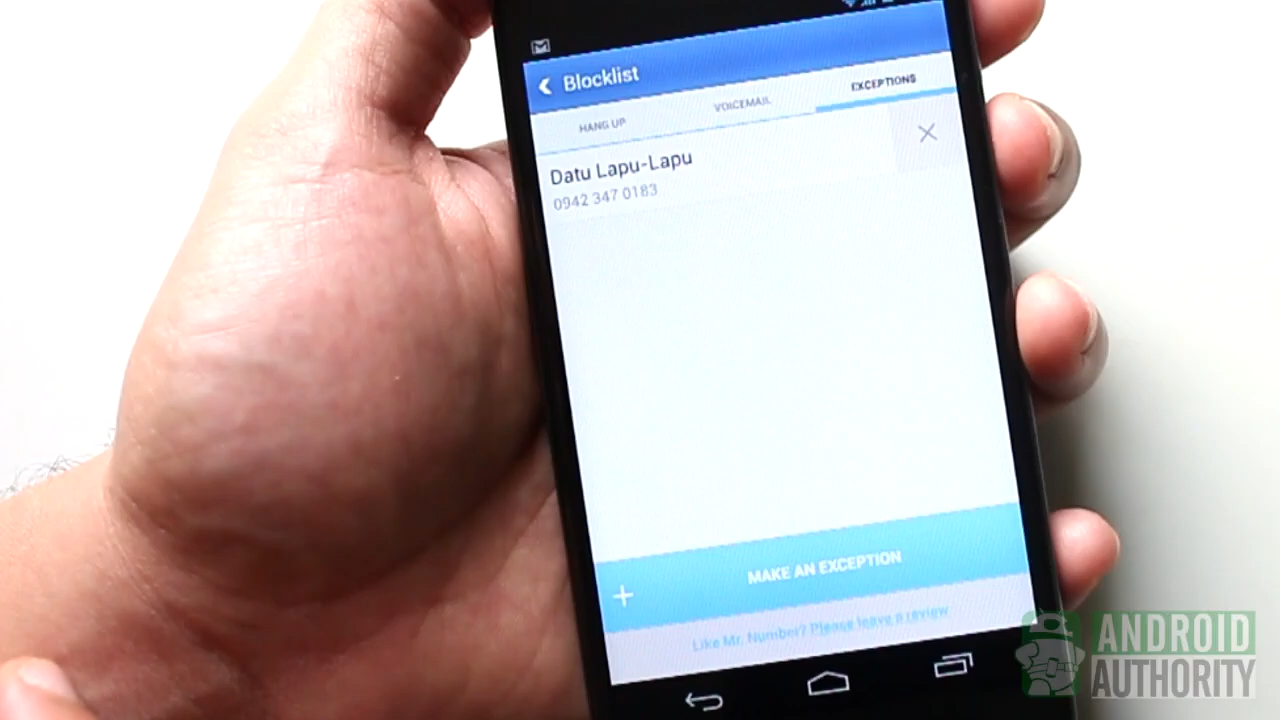 Blocklist
HANG UP
VOICEMAIL
EXCEPTIONS
Datu Lapu-Lapu
0942 347 0183
MAKE AN EXCEPTION
Like Mr. Number? Please leave a review
ANDROID
AUTHORITY